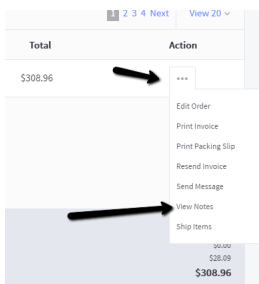 1 2 3 4 Next View 20
Total Action
$308.96 •••
Edit Order
Print Invoice
Print Packing Slip
Resend Invoice
Send Message
View Notes
Ship Items
$0.00
$28.09
$308.96